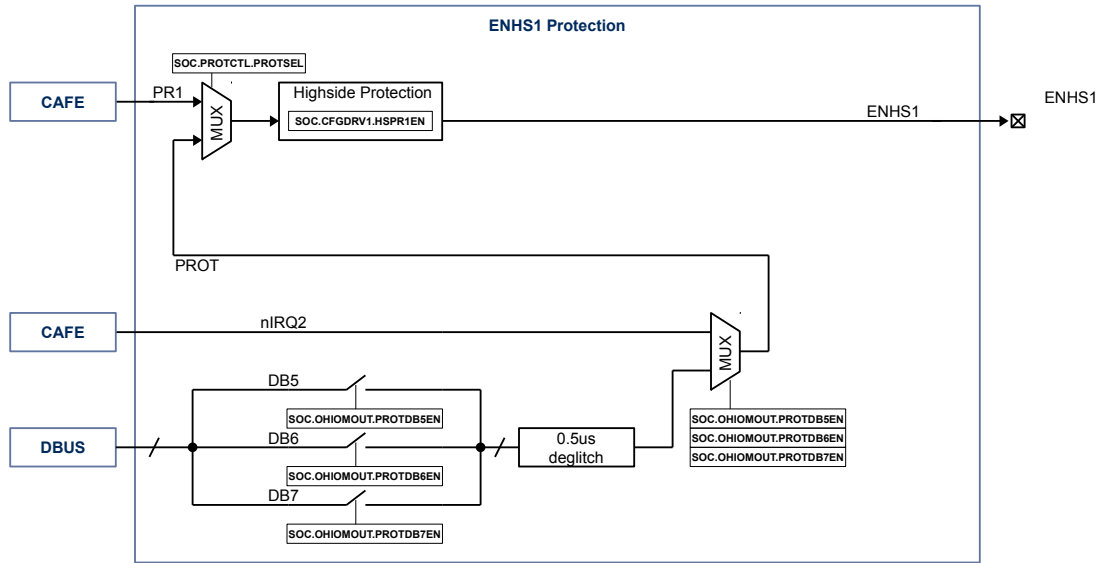 ENHS1 Protection
SOC.PROTCTL.PROTSEL
CAFE
PR1
MUX
Highside Protection
SOC.CFGDRV1.HSPR1EN
ENHS1
ENHS1
PROT
CAFE
nIRQ2
MUX
DB5
SOC.OHIOMOUT.PROTDB5EN
DBUS
DB6
SOC.OHIOMOUT.PROTDB6EN
DB7
SOC.OHIOMOUT.PROTDB7EN
0.5us
deglitch
SOC.OHIOMOUT.PROTDB5EN
SOC.OHIOMOUT.PROTDB6EN
SOC.OHIOMOUT.PROTDB7EN